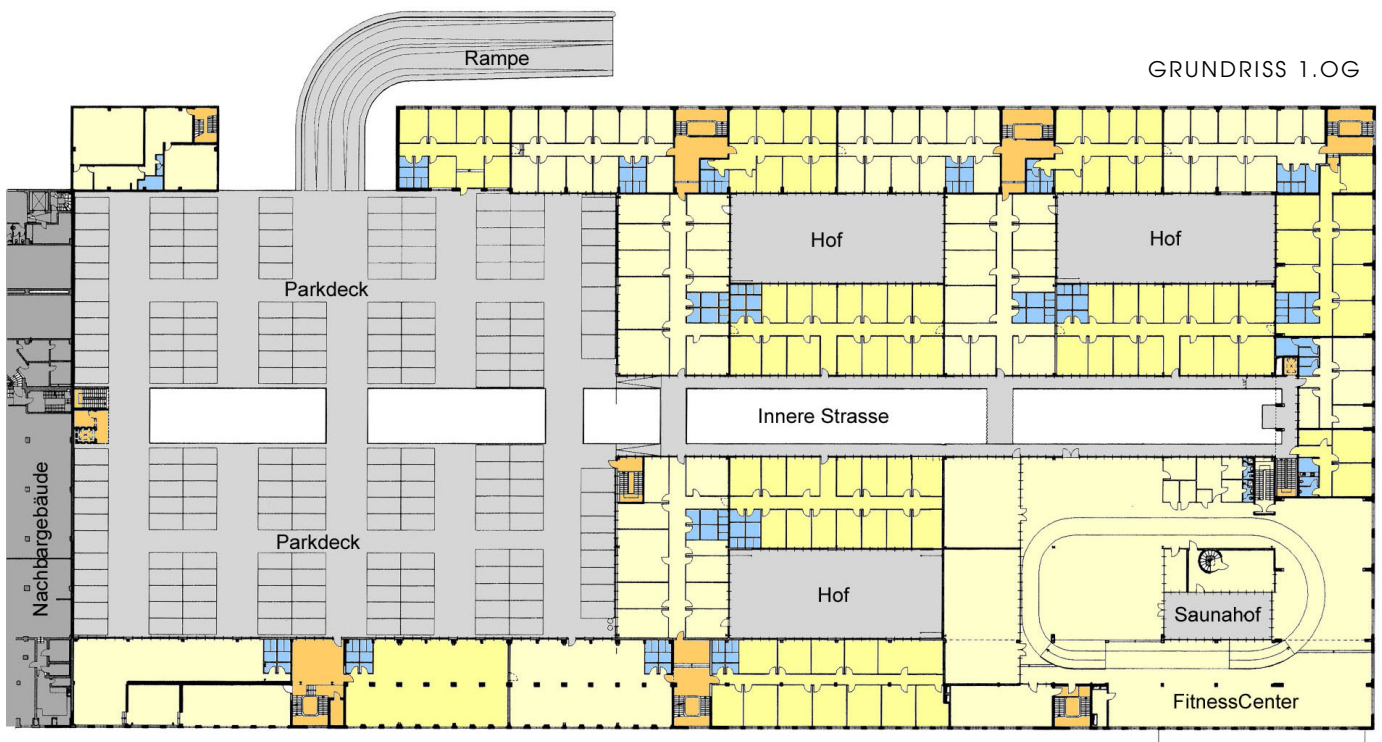 Rampe
GRUNDRISS 1.OG
Hof
Hof
Parkdeck
Innere Strasse
Nachbargebäude
Parkdeck
Hof
Saunahof
FitnessCenter